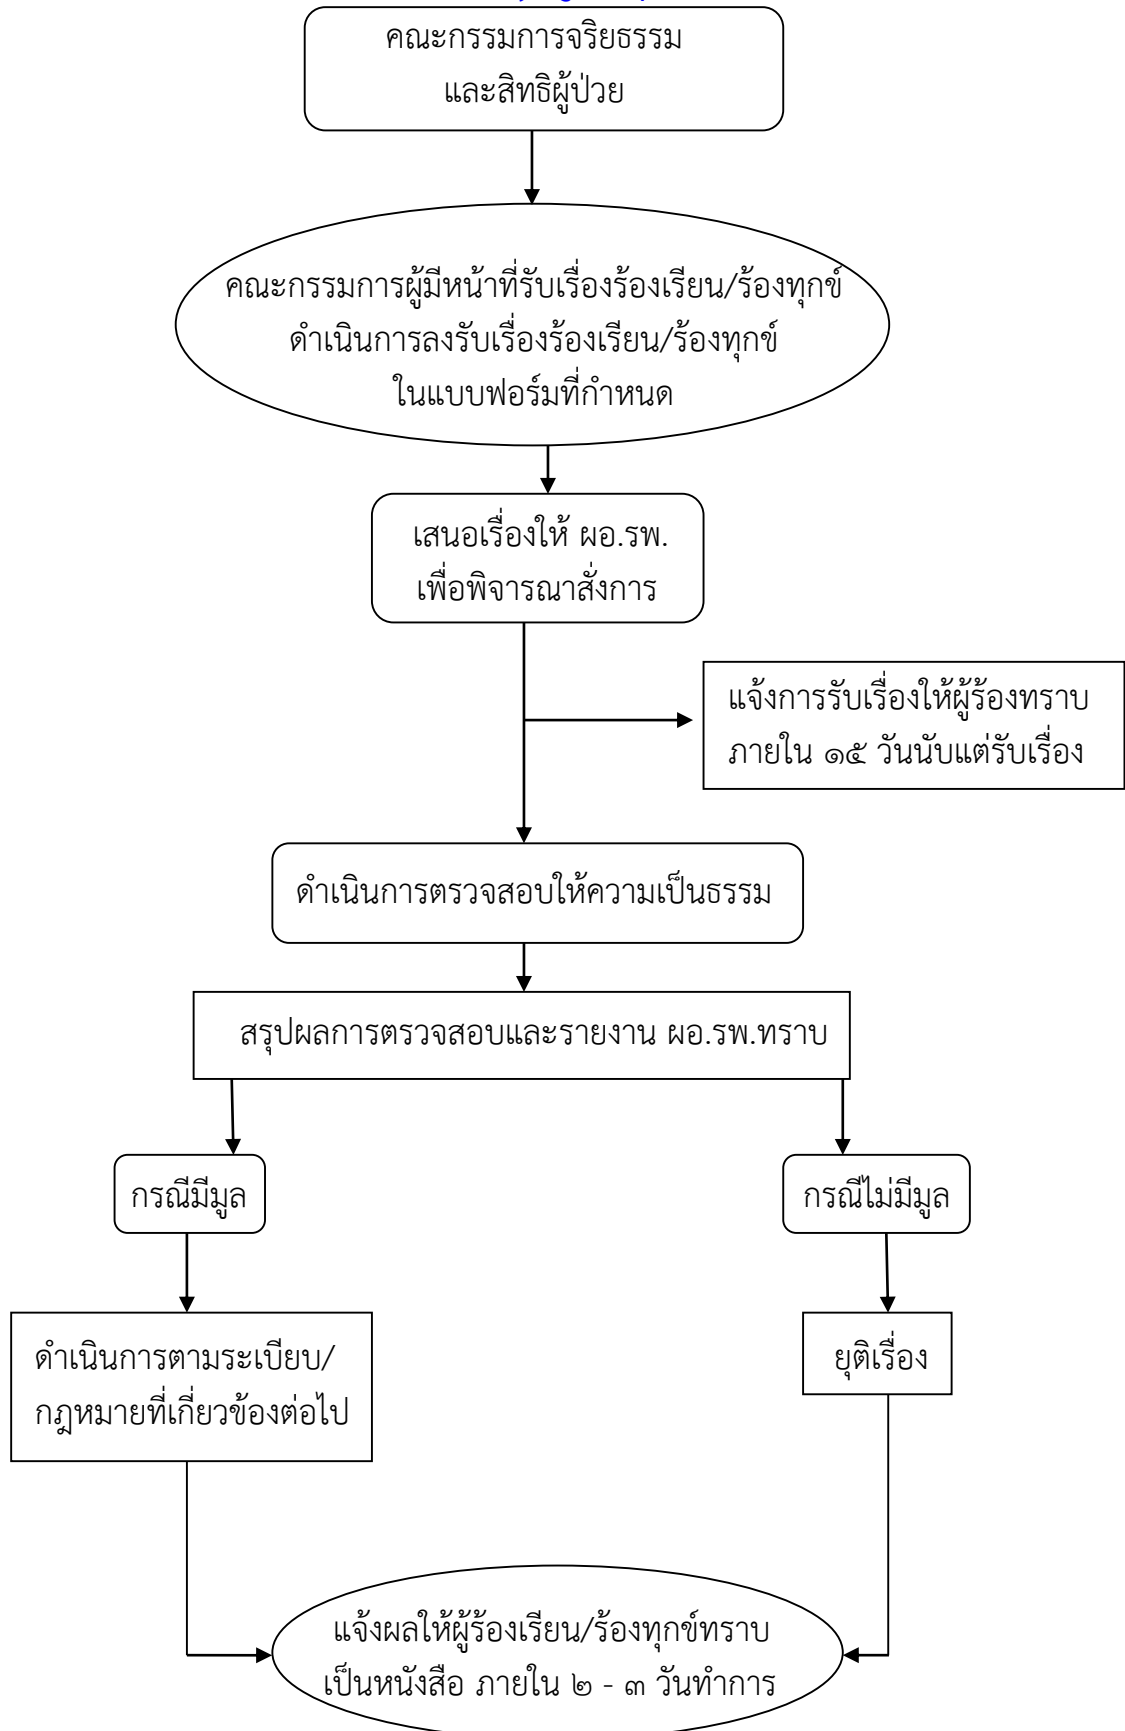 คณะกรรมการจริยธรรม
และสิทธิผู้ป่วย
คณะกรรมการผู้มีหน้าที่รับเรื่องร้องเรียน/ร้องทุกข์
ดำเนินการลงรับเรื่องร้องเรียน/ร้องทุกข์
ในแบบฟอร์มที่กำหนด
เสนอเรื่องให้ ผอ.รพ.
เพื่อพิจารณาสั่งการ
แจ้งการรับเรื่องให้ผู้ร้องทราบ
ภายใน ๑๕ วันนับแต่รับเรื่อง
ดำเนินการตรวจสอบให้ความเป็นธรรม
สรุปผลการตรวจสอบและรายงาน ผอ.รพ.ทราบ
กรณีมีมูล
กรณีไม่มีมูล
ดำเนินการตามระเบียบ/
กฎหมายที่เกี่ยวข้องต่อไป
ยุติเรื่อง
แจ้งผลให้ผู้ร้องเรียน/ร้องทุกข์ทราบ
เป็นหนังสือ ภายใน ๒ - ๓ วันทำการ